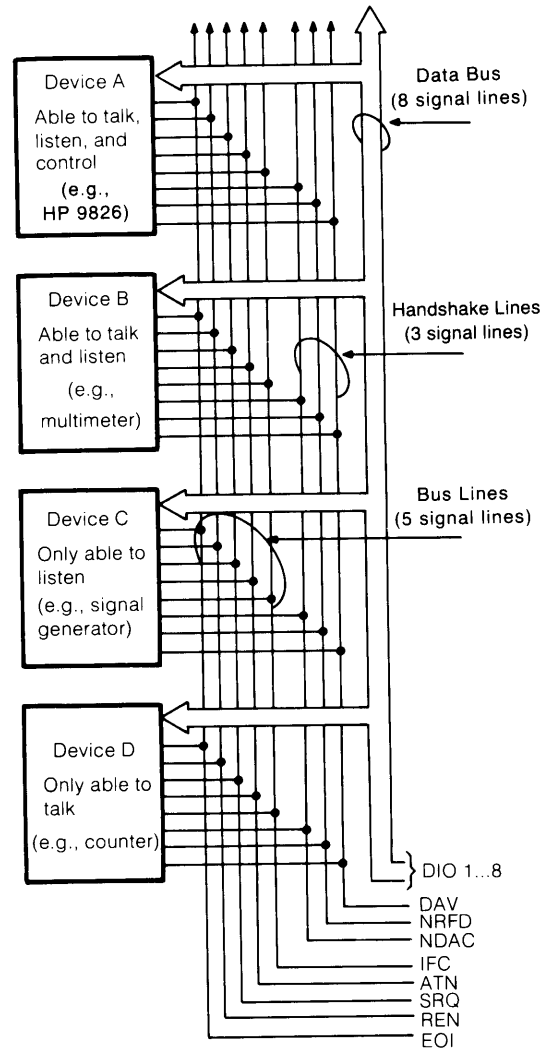 Device A
Able to talk,
listen, and
control
(e.g.,
HP 9826)
Data Bus
(8 signal lines)
Device B
Able to talk
and listen
(e.g.,
multimeter)
Handshake Lines
(3 signal lines)
Device C
Only able to
listen
(e.g., signal
generator)
Bus Lines
(5 signal lines)
Device D
Only able to
talk
(e.g., counter)
DIO 1...8
DAV
NRFD
NDAC
IFC
ATN
SRQ
REN
EOI